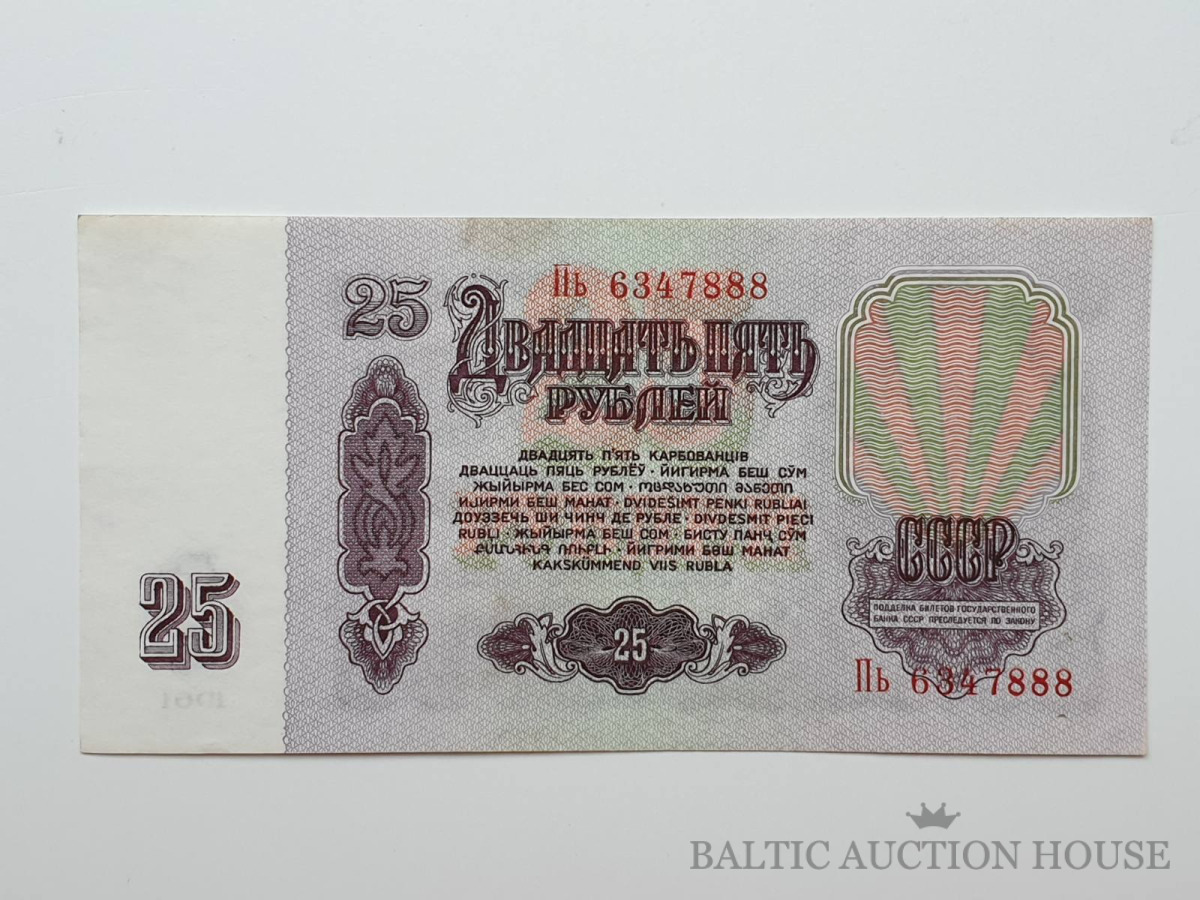 Пь 6347888
25
Двадцать пять
рублей
ДВАДЦЯТЬ П'ЯТЬ КАРБОВАНЦІВ
ДВАЦЦАЦЬ ПЯЦЬ РУБЛЁЎ · ЙИГИРМА БЕШ СЎМ
ЖЫЙЫРМА БЕС СОМ · ᲝᲪᲓᲐᲮᲣᲗᲘ ᲛᲐᲜᲔᲗᲘ
ИЈИРМИ БЕШ МАНАТ · DVIDEŠIMT PENKI RUBLIAI
ДОУЭЗЕЧЬ ШИ ЧИНЧ ДЕ РУБЛЕ · DIVDESMIT PIECI
RUBĻI · ЖЫЙЫРМА БЕШ СОМ · БИСТУ ПАНҶ СӮМ
ՔՍԱՆՀԻՆԳ ՌՈՒԲԼԻ · ЙИГРИМИ БӘШ МАНАТ
KAKSKÜMMEND VIIS RUBLA
25
25
СССР
ПОДДЕЛКА БИЛЕТОВ ГОСУДАРСТВЕННОГО
БАНКА СССР ПРЕСЛЕДУЕТСЯ ПО ЗАКОНУ
Пь 6347888
BALTIC AUCTION HOUSE